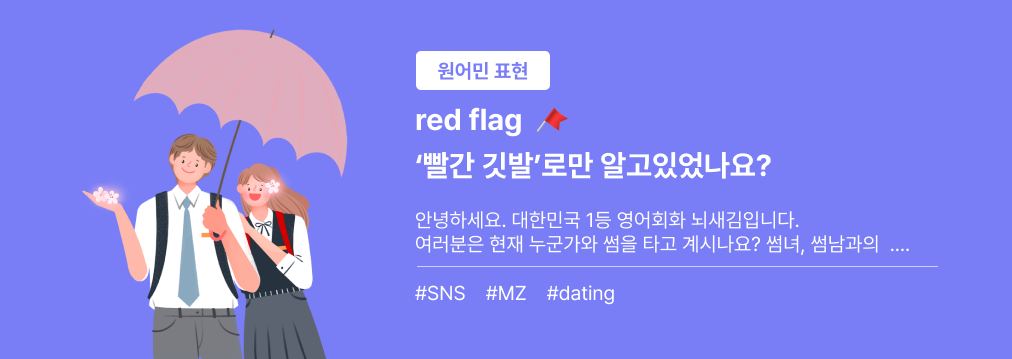 원어민 표현
red flag
‘빨간 깃발’로만 알고있었나요?
안녕하세요. 대한민국 1등 영어회화 뇌새김입니다.
여러분은 현재 누군가와 썸을 타고 계시나요? 썸녀, 썸남과의 ....
#SNS #MZ #dating